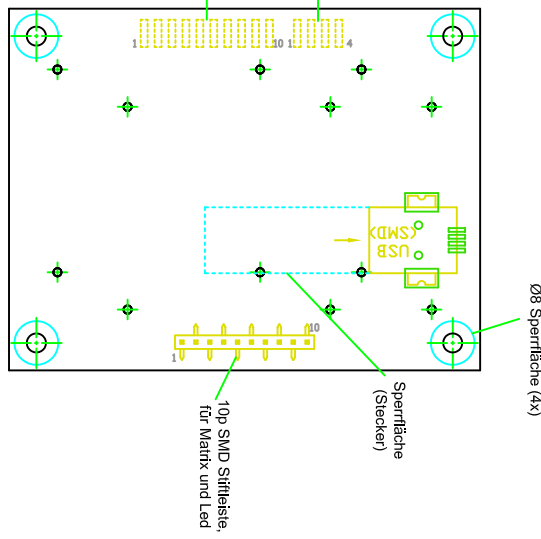 1
10
1
4
(SMD)
USB
10
1
Ø8 Sperrfläche (4x)
Sperrfläche
(Stecker)
10p SMD Stiftleiste,
für Matrix und Led